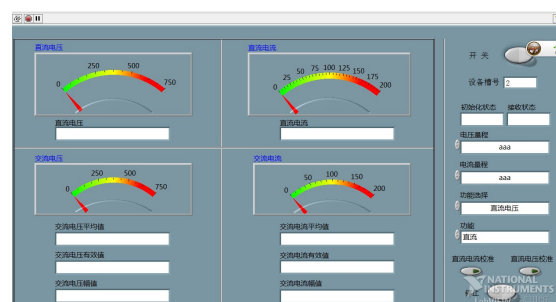 直流电压
0 250 500 750
直流电压
直流电流
0 25 50 75 100 125 150 175 200
直流电流
交流电压
0 250 500 750
交流电压平均值
交流电压有效值
交流电压幅值
交流电流
0 50 100 150 200
交流电流平均值
交流电流有效值
交流电流幅值
开 关
设备槽号 2
初始化状态 接收状态
电压量程
aaa
电流量程
aaa
功能选择
直流电压
功能
直流
直流电流校准 直流电压校准
停止
NATIONAL
INSTRUMENTS